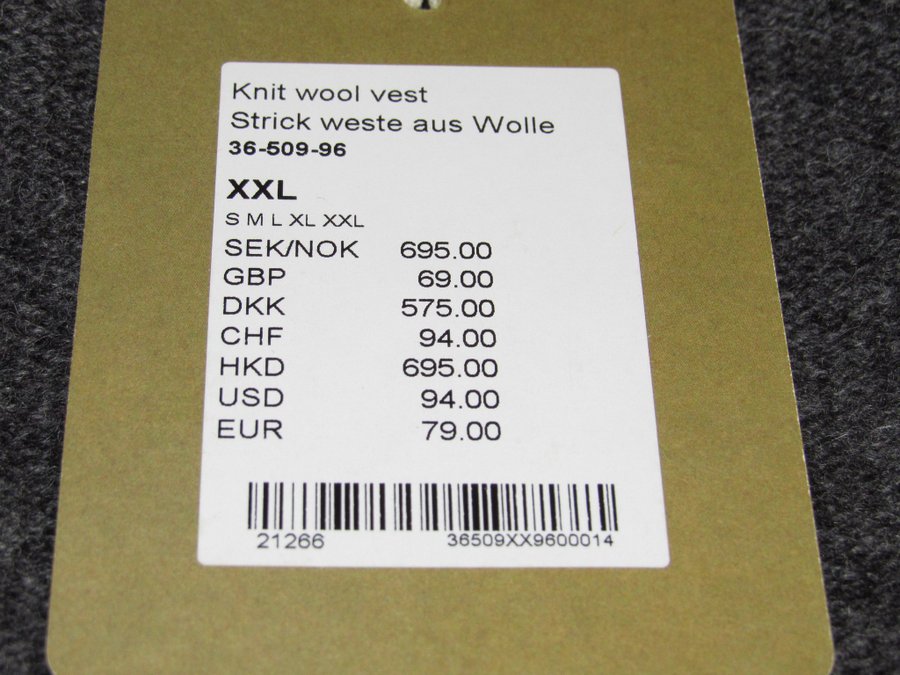 Knit wool vest
Strick weste aus Wolle
36-509-96
XXL
S M L XL XXL
SEK/NOK 695.00
GBP 69.00
DKK 575.00
CHF 94.00
HKD 695.00
USD 94.00
EUR 79.00
21266 36509XX9600014